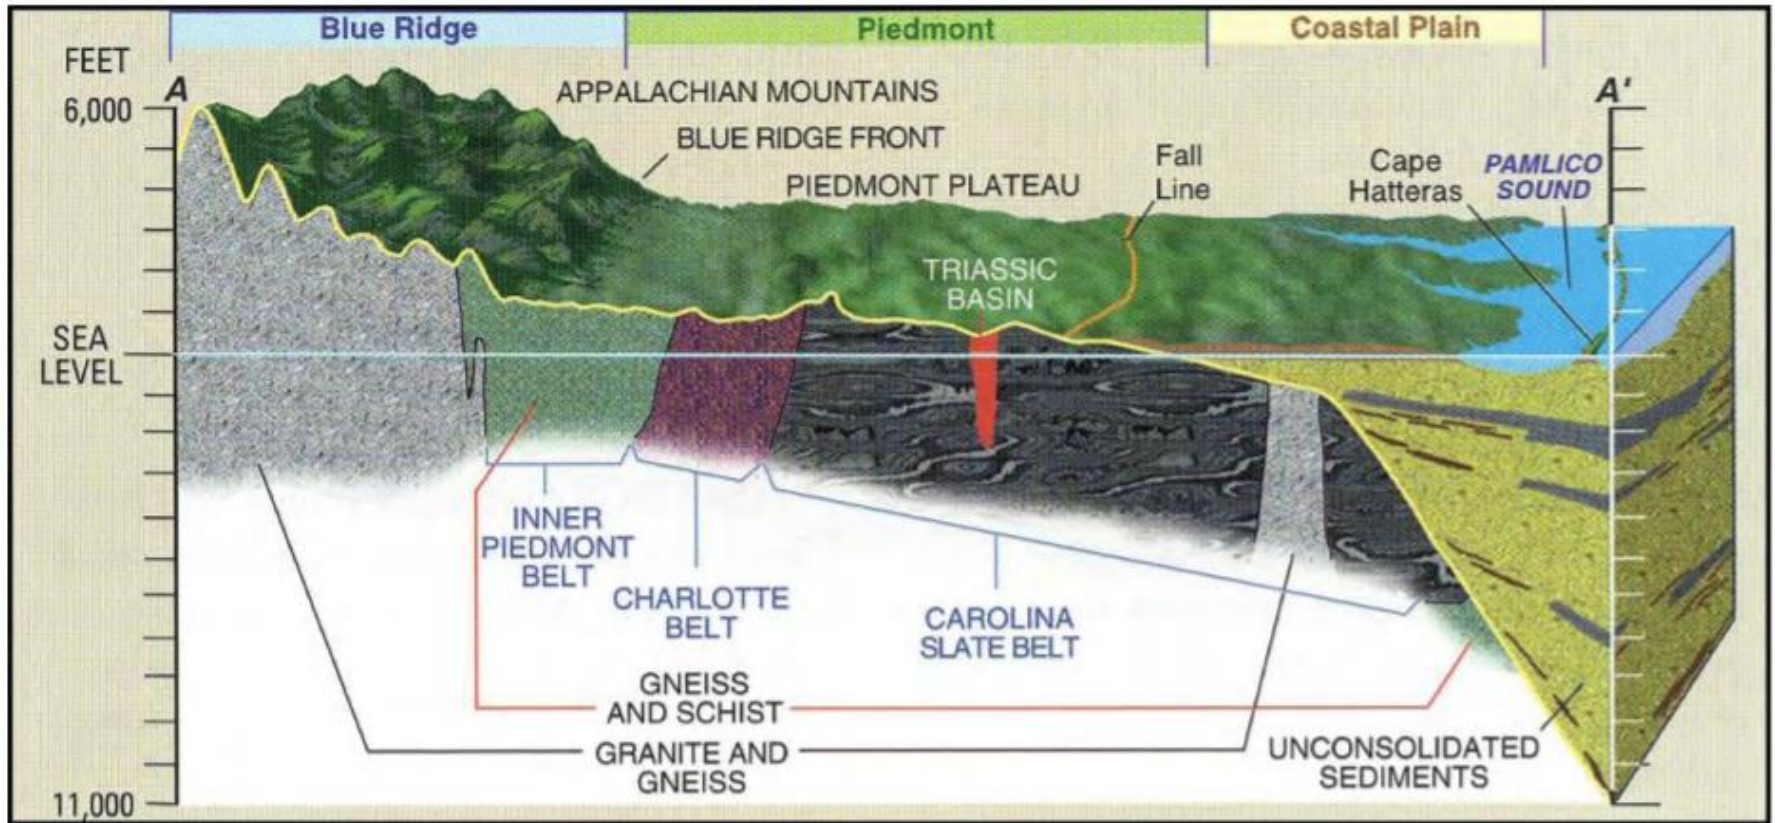 Blue Ridge
Piedmont
Coastal Plain
FEET
A
6,000
APPALACHIAN MOUNTAINS
BLUE RIDGE FRONT
PIEDMONT PLATEAU
Fall
Line
Cape
Hatteras
PAMLICO
SOUND
A'
TRIASSIC
BASIN
SEA
LEVEL
INNER
PIEDMONT
BELT
CHARLOTTE
BELT
CAROLINA
SLATE BELT
GNEISS
AND SCHIST
GRANITE AND
GNEISS
UNCONSOLIDATED
SEDIMENTS
11,000